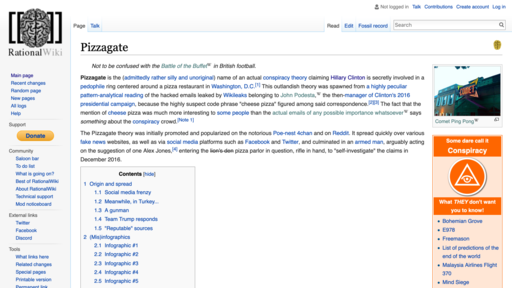 Not logged in Talk Contributions Create account Log in
Page Talk
Read Edit Fossil record
Search
RationalWiki
Main page
Recent changes
Random page
New pages
All logs
Help
Support
Donate
Community
Saloon bar
To do list
What is going on?
Best of RationalWiki
About RationalWiki
Technical support
Mod noticeboard
External links
Twitter
Facebook
Discord
Tools
What links here
Related changes
Special pages
Printable version
Permanent link
Pizzagate
Not to be confused with the Battle of the Buffet in British football.
Pizzagate is the (admittedly rather silly and unoriginal) name of an actual conspiracy theory claiming Hillary Clinton is secretly involved in a
pedophile ring centered around a pizza restaurant in Washington, D.C.[1] This outlandish theory was spawned from a highly peculiar
pattern-analytical reading of the hacked emails leaked by Wikileaks belonging to John Podesta, the then-manager of Clinton's 2016
presidential campaign, because the highly suspect code phrase "cheese pizza" figured among said correspondence.[2][3] The fact that the
mention of cheese pizza was much more interesting to some people than the actual emails of any possible importance whatsoever says
something about the conspiracy crowd.[Note 1]
The Pizzagate theory was initially promoted and popularized on the notorious Poe-nest 4chan and on Reddit. It spread quickly over various
fake news websites, as well as via social media platforms such as Facebook and Twitter, and culminated in an armed man, arguably acting
on the suggestion of one Alex Jones,[4] entering the lion's den pizza parlor in question, rifle in hand, to "self-investigate" the claims in
December 2016.
Contents [hide]
1 Origin and spread
1.1 Social media frenzy
1.2 Meanwhile, in Turkey...
1.3 A gunman
1.4 Team Trump responds
1.5 "Reputable" sources
2 (Mis)infographics
2.1 Infographic #1
2.2 Infographic #2
2.3 Infographic #3
2.4 Infographic #4
2.5 Infographic #5
Comet Ping Pong
Some dare call it
Conspiracy
What THEY don't want
you to know!
Bohemian Grove
E978
Freemason
List of predictions of the
end of the world
Malaysia Airlines Flight
370
Mind Siege